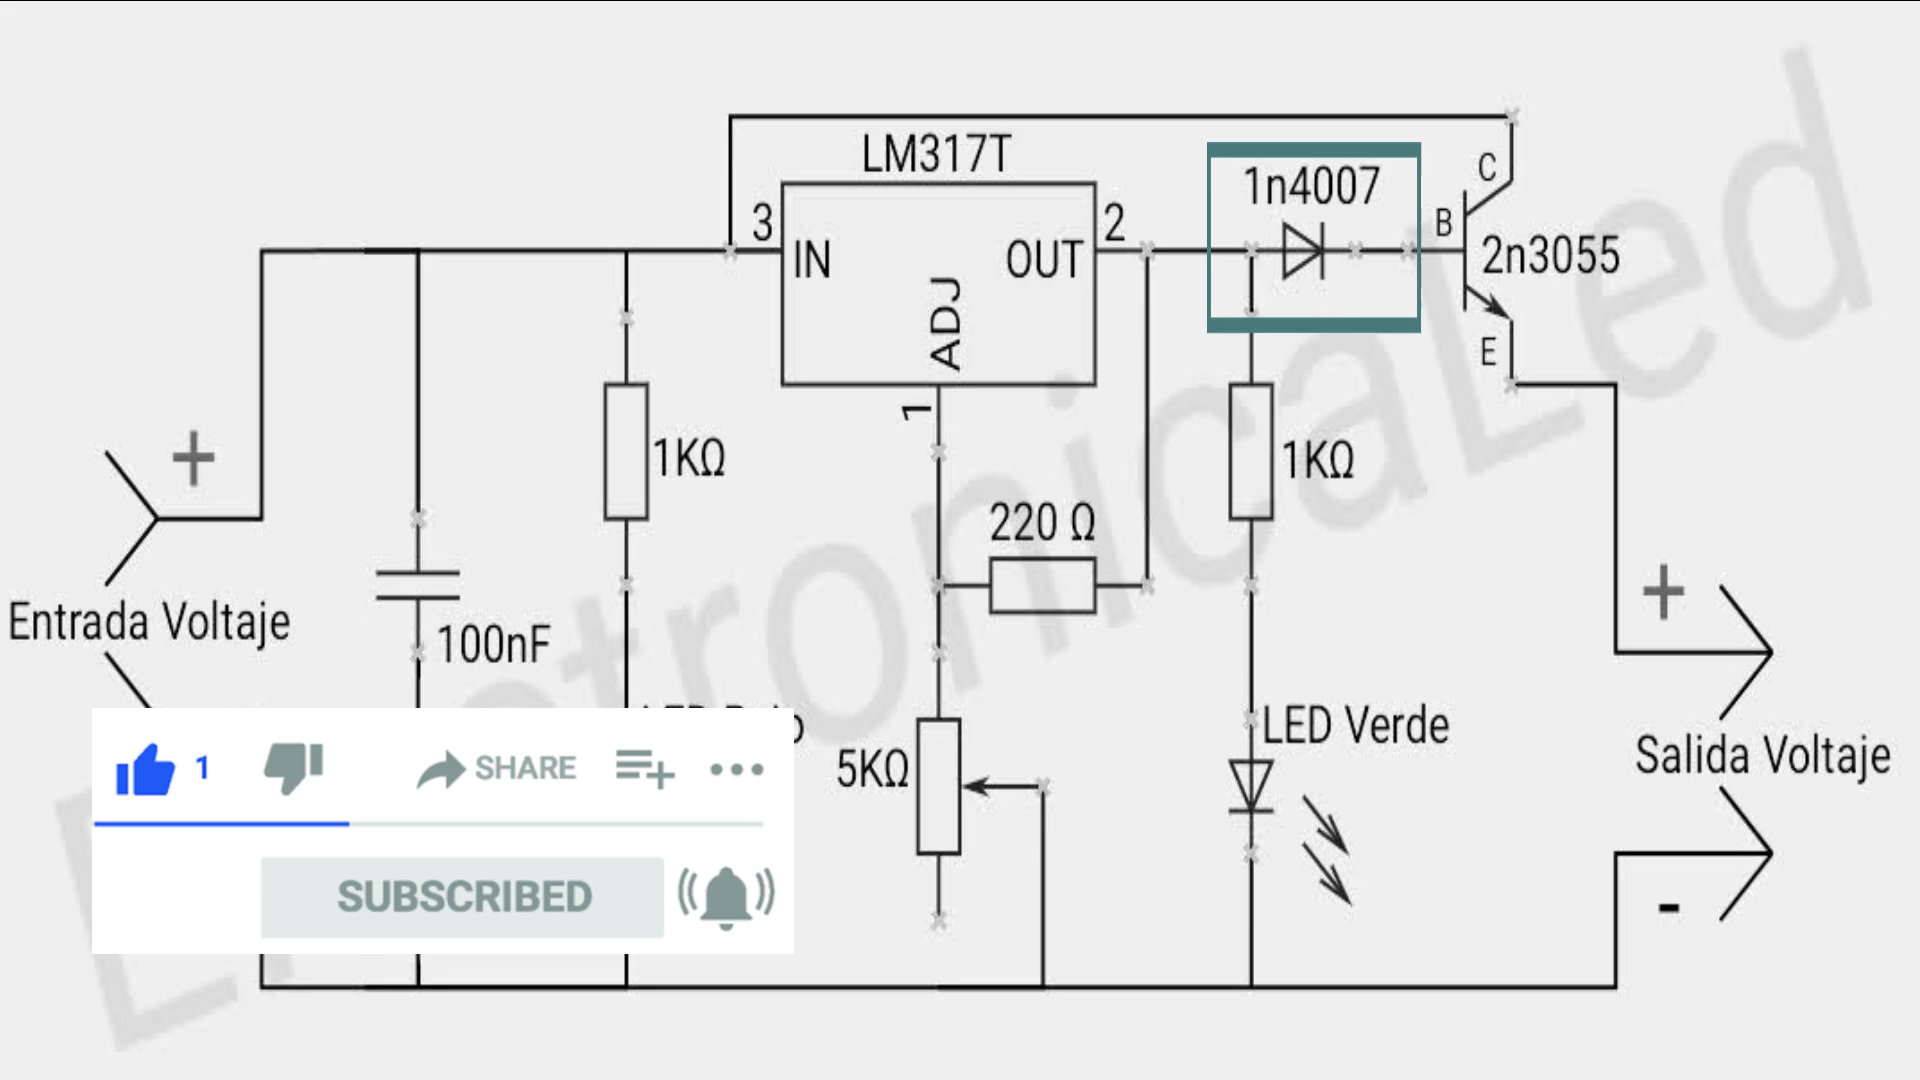 LM317T
1n4007
C
3
2
B
IN
OUT
2n3055
ADJ
E
1
+
1KΩ
1KΩ
220 Ω
+
Entrada Voltaje
100nF
LED Verde
5KΩ
Salida Voltaje
1
SHARE
SUBSCRIBED
-